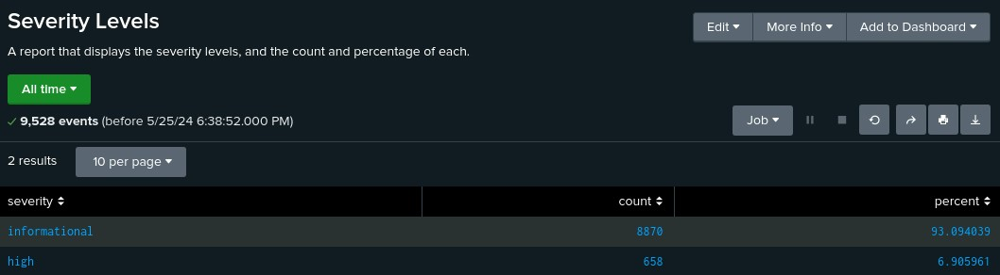 Severity Levels
Edit More Info Add to Dashboard
A report that displays the severity levels, and the count and percentage of each.
All time
9,528 events (before 5/25/24 6:38:52.000 PM)
Job
2 results 10 per page
severity count percent
informational 8870 93.094039
high 658 6.905961